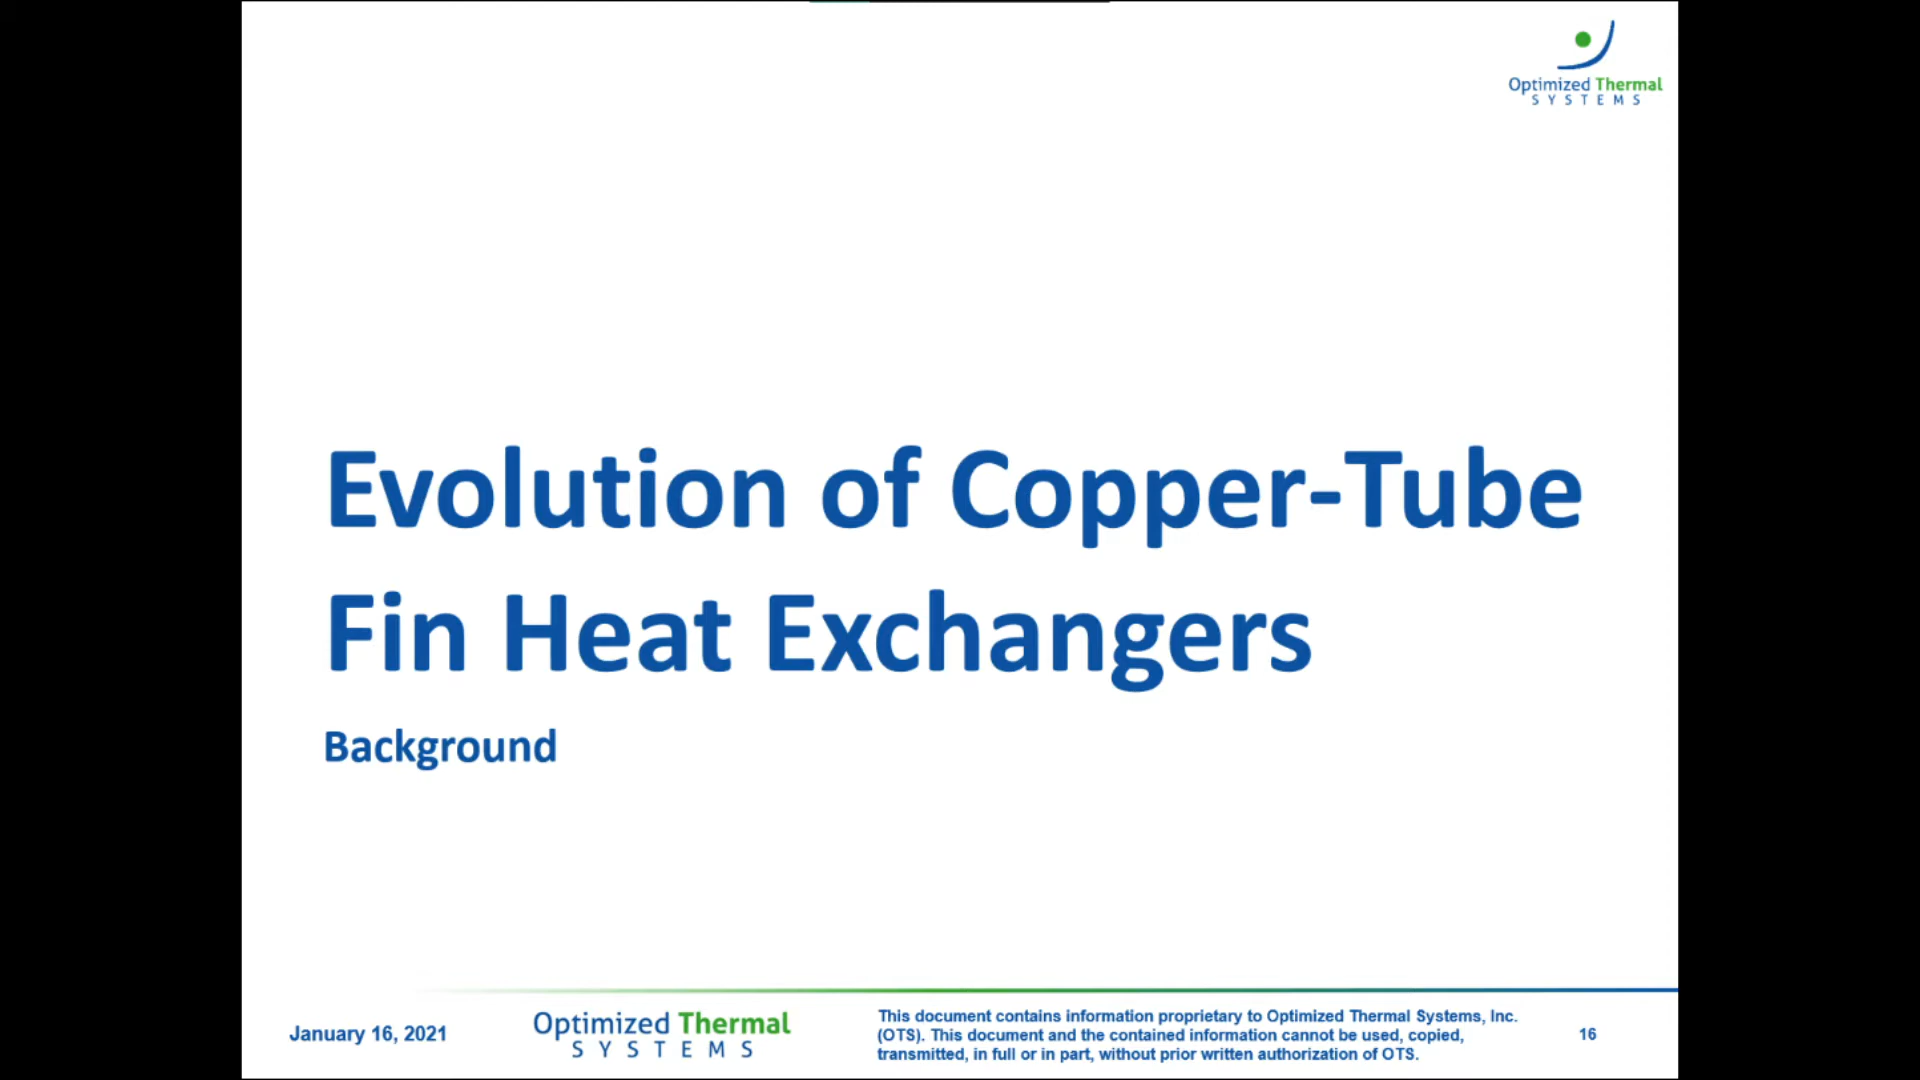 Optimized Thermal
SYSTEMS
Evolution of Copper-Tube
Fin Heat Exchangers
Background
January 16, 2021
Optimized Thermal
SYSTEMS
This document contains information proprietary to Optimized Thermal Systems, Inc.
(OTS). This document and the contained information cannot be used, copied,
transmitted, in full or in part, without prior written authorization of OTS.
16